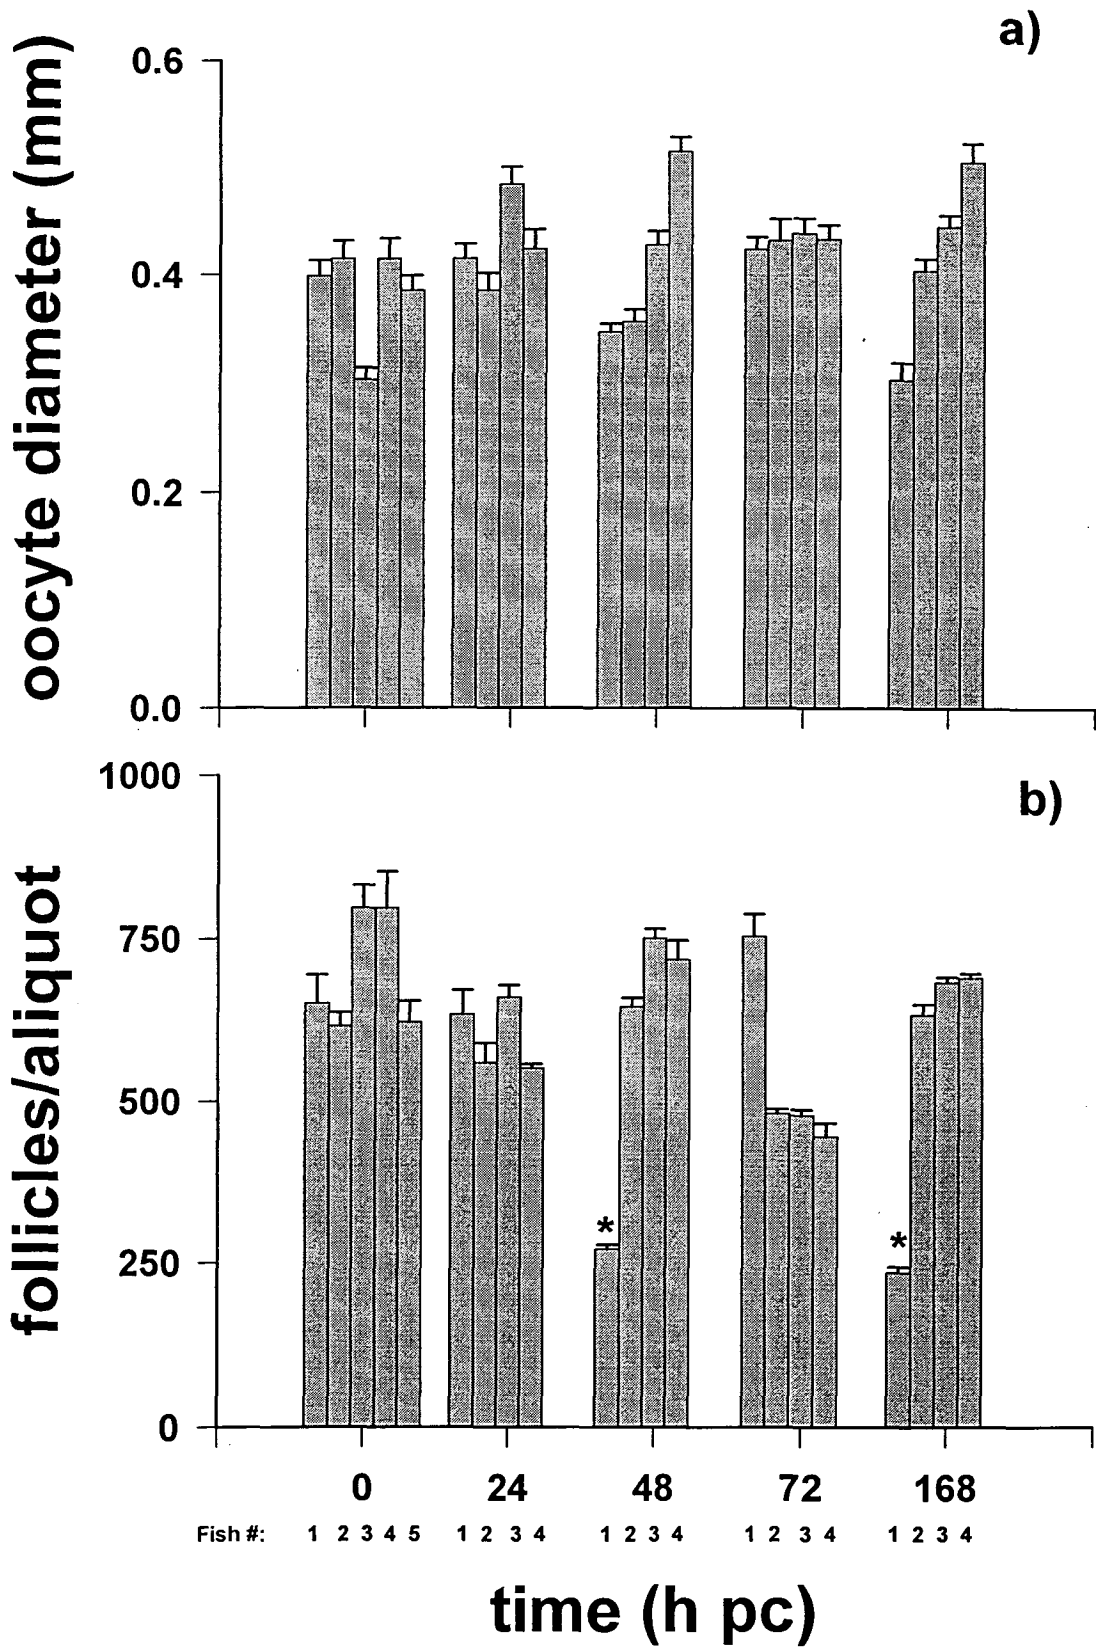 a)
oocyte diameter (mm)
0.6
0.4
0.2
0.0
b)
follicles/aliquot
1000
750
500
250
0
*
*
0 24 48 72 168
Fish #: 1 2 3 4 5 1 2 3 4 1 2 3 4 1 2 3 4 1 2 3 4
time (h pc)